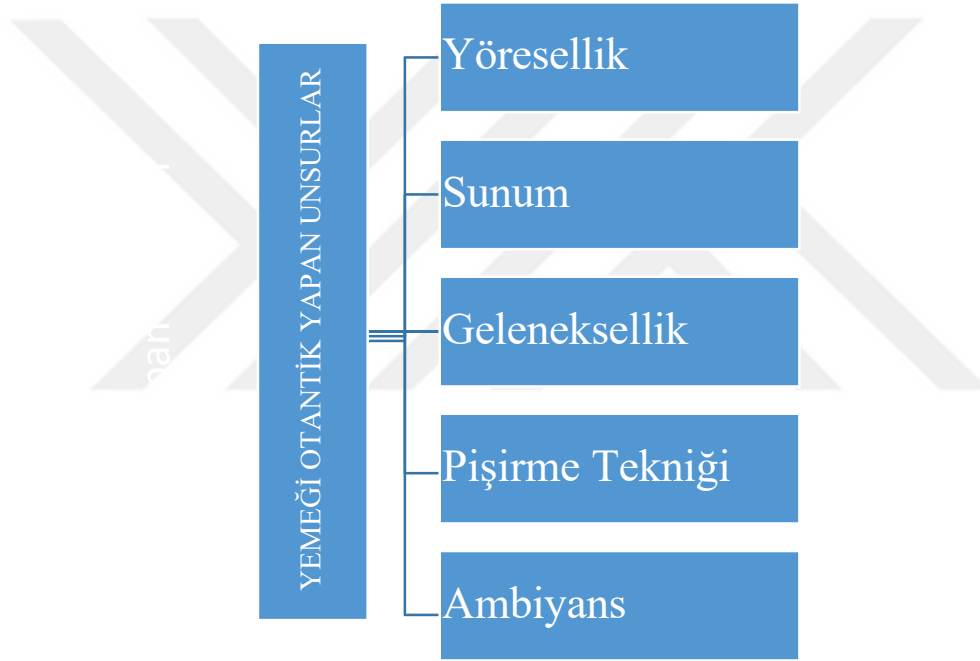 YEMEĞİ OTANTİK YAPAN UNSURLAR
Yöresellik
Sunum
Geleneksellik
Pişirme Tekniği
Ambiyans